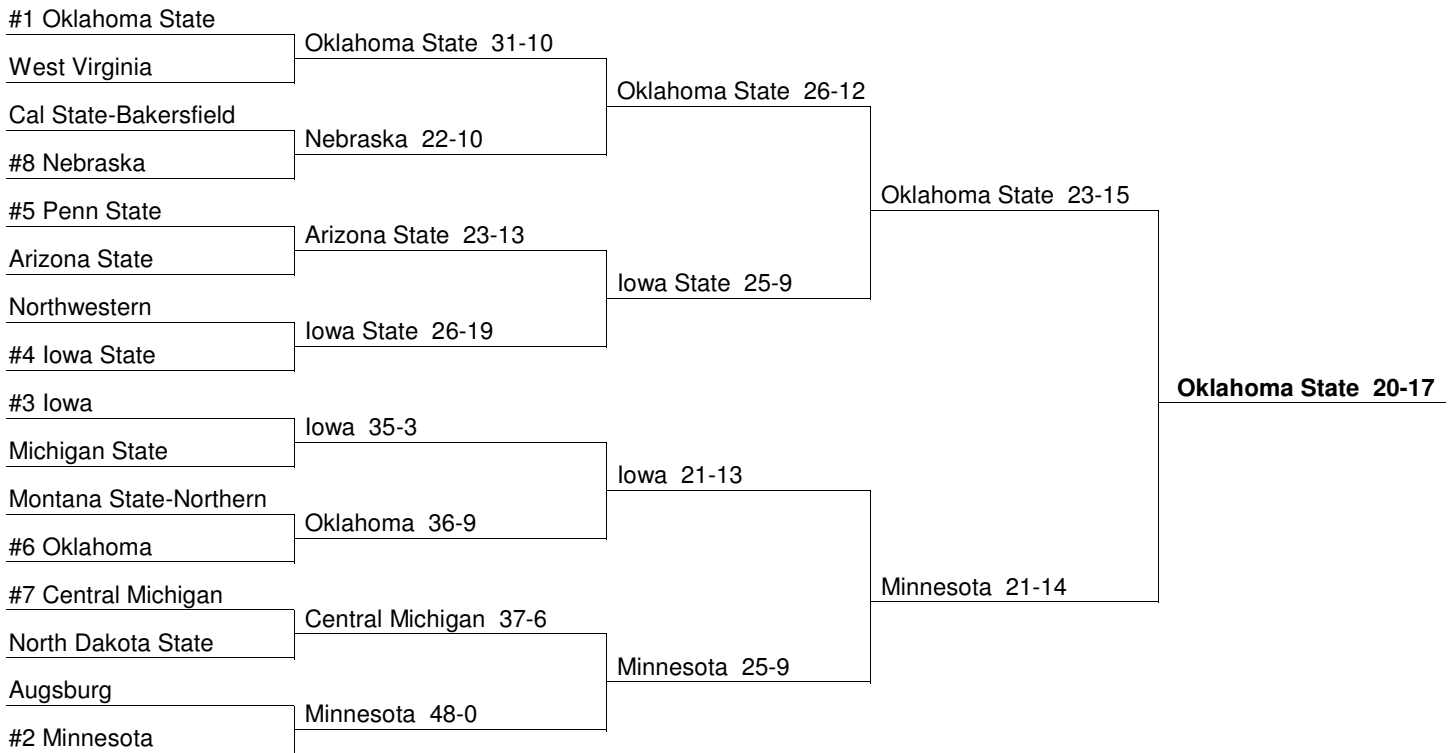 #1 Oklahoma State
West Virginia
Cal State-Bakersfield
#8 Nebraska
#5 Penn State
Arizona State
Northwestern
#4 Iowa State
#3 Iowa
Michigan State
Montana State-Northern
#6 Oklahoma
#7 Central Michigan
North Dakota State
Augsburg
#2 Minnesota
Oklahoma State 31-10
Nebraska 22-10
Arizona State 23-13
Iowa State 26-19
Iowa 35-3
Oklahoma 36-9
Central Michigan 37-6
Minnesota 48-0
Oklahoma State 26-12
Iowa State 25-9
Iowa 21-13
Minnesota 25-9
Oklahoma State 23-15
Minnesota 21-14
Oklahoma State 20-17